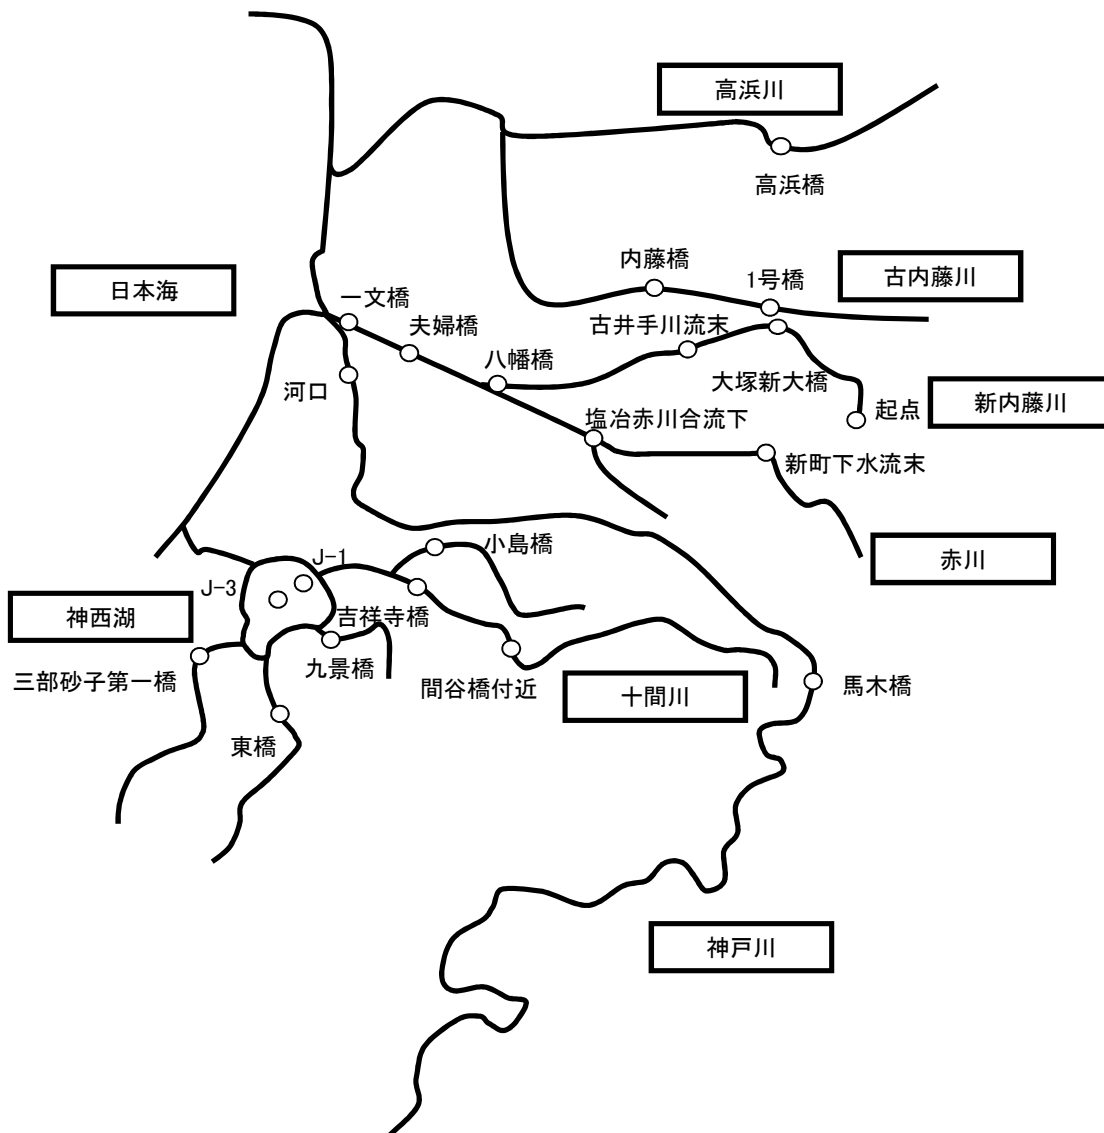 高浜川
高浜橋
日本海
内藤橋
1号橋
古内藤川
一文橋
夫婦橋
古井手川流末
八幡橋
大塚新大橋
河口
起点
新内藤川
塩冶赤川合流下
新町下水流末
赤川
小島橋
J-1
J-3
神西湖
吉祥寺橋
九景橋
三部砂子第一橋
間谷橋付近
十間川
馬木橋
東橋
神戸川